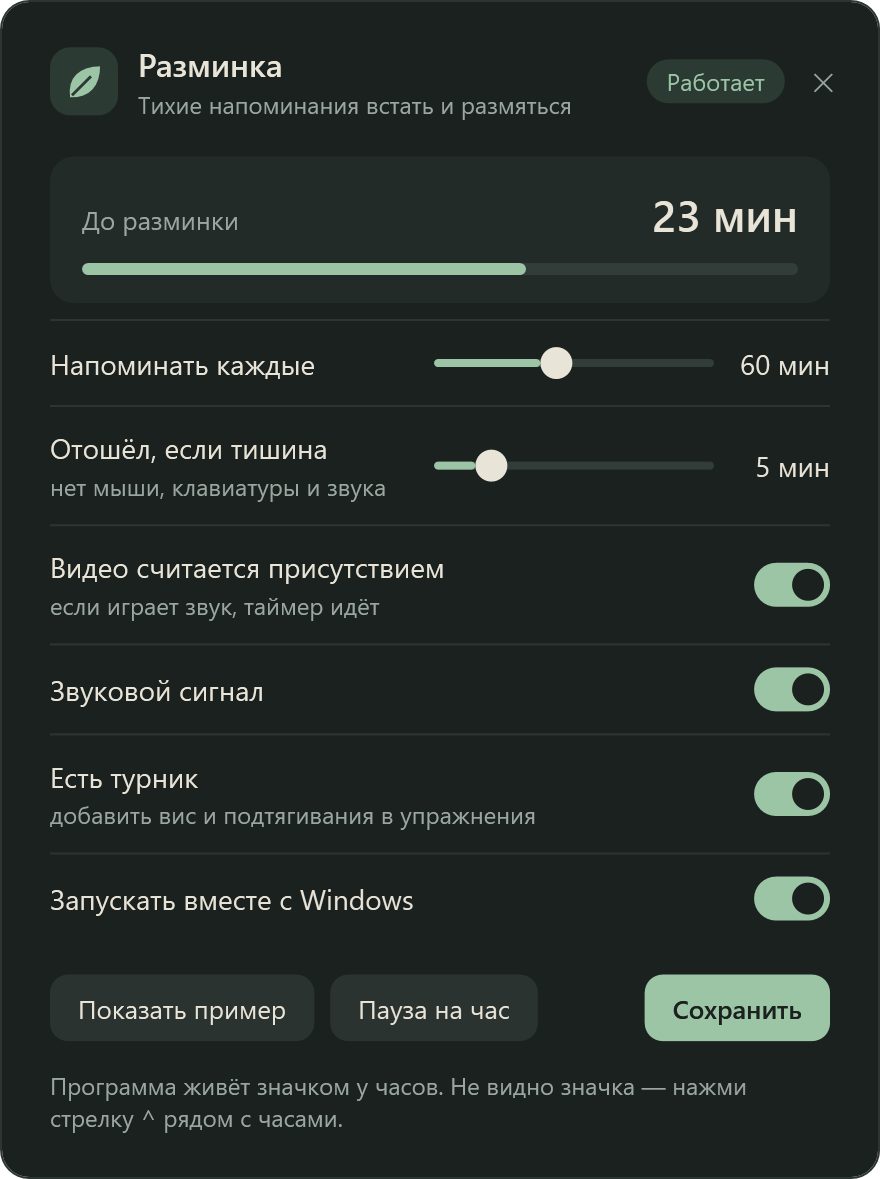 Разминка
Тихие напоминания встать и размяться
Работает
До разминки
23 мин
Напоминать каждые
60 мин
Отошёл, если тишина
нет мыши, клавиатуры и звука
5 мин
Видео считается присутствием
если играет звук, таймер идёт
Звуковой сигнал
Есть турник
добавить вис и подтягивания в упражнения
Запускать вместе с Windows
Показать пример
Пауза на час
Сохранить
Программа живёт значком у часов. Не видно значка — нажми
стрелку ^ рядом с часами.